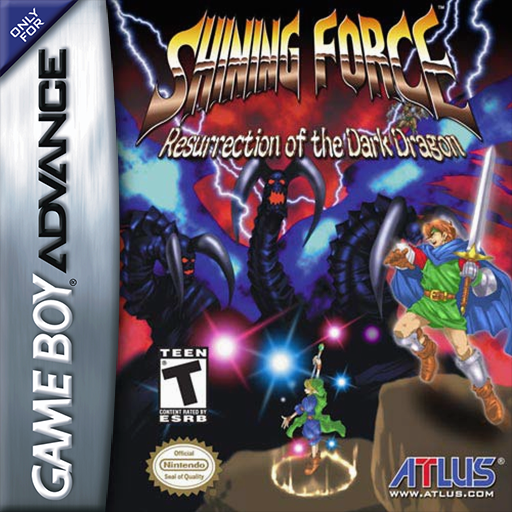 ONLY
FOR
GAME BOY ADVANCE
SHINING FORCE™
Resurrection of the Dark Dragon
TEEN
T
CONTENT RATED BY
ESRB
Official
Nintendo
Seal of Quality
ATLUS®
WWW.ATLUS.COM